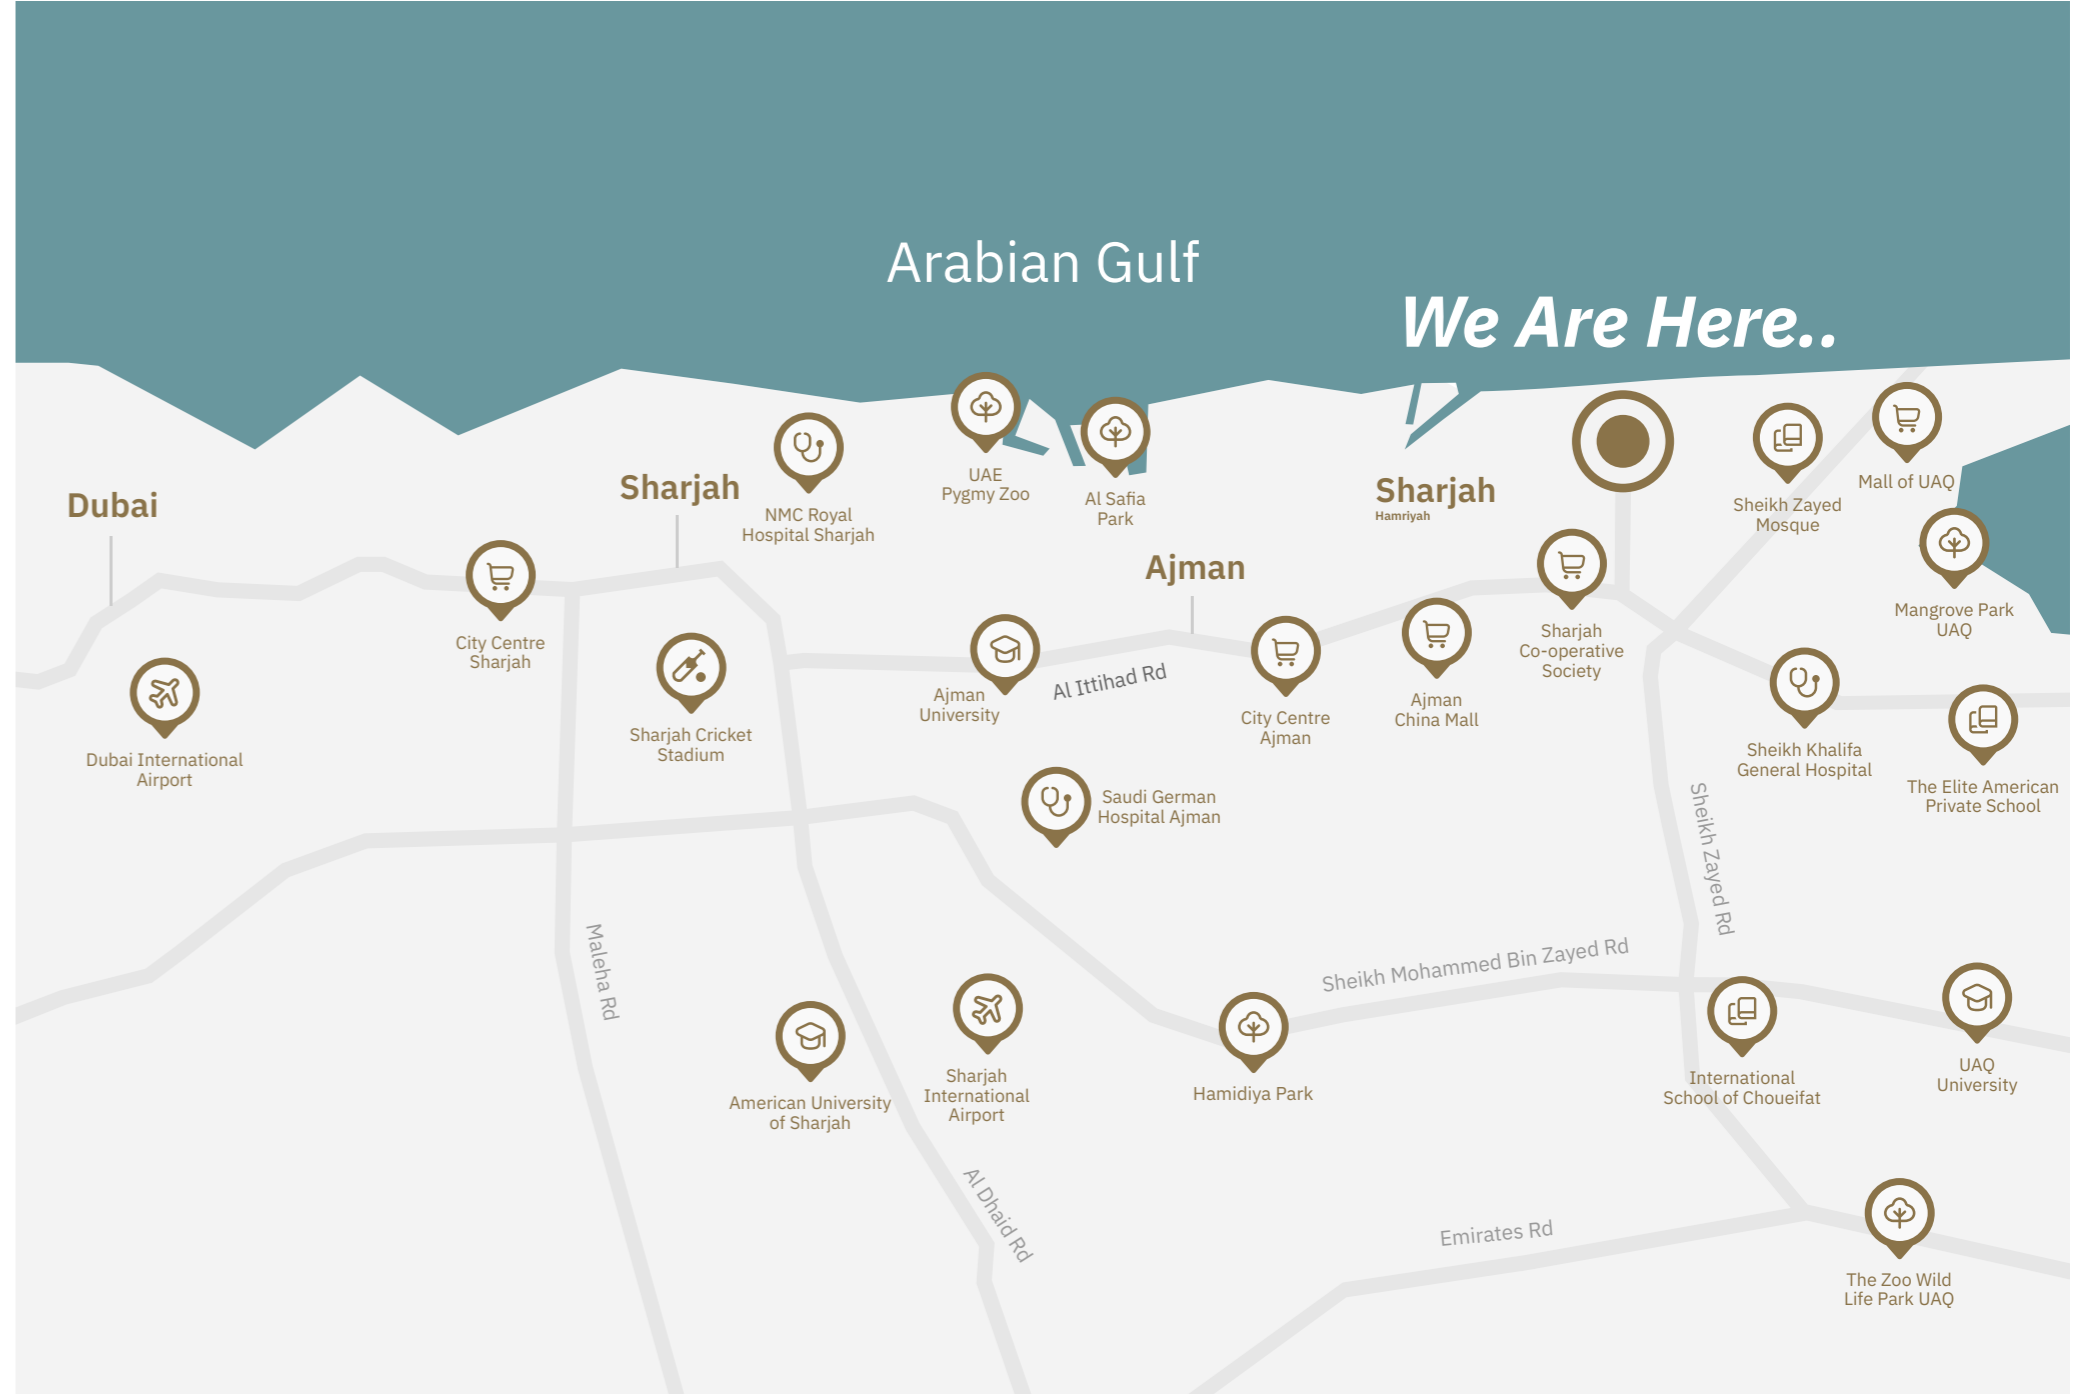 Arabian Gulf
We Are Here..
Dubai
Sharjah
NMC Royal
Hospital Sharjah
UAE
Pygmy Zoo
Al Safia
Park
Sharjah
Hamriyah
Sheikh Zayed
Mosque
Mall of UAQ
Ajman
City Centre
Sharjah
Mangrove Park
UAQ
Sharjah
Co-operative
Society
Dubai International
Airport
Sharjah Cricket
Stadium
Ajman
University
Al Ittihad Rd
City Centre
Ajman
Ajman
China Mall
Sheikh Khalifa
General Hospital
The Elite American
Private School
Saudi German
Hospital Ajman
Sheikh Zayed Rd
Maleha Rd
Sheikh Mohammed Bin Zayed Rd
American University
of Sharjah
Sharjah
International
Airport
Hamidiya Park
International
School of Choueifat
UAQ
University
Al Dhaid Rd
Emirates Rd
The Zoo Wild
Life Park UAQ